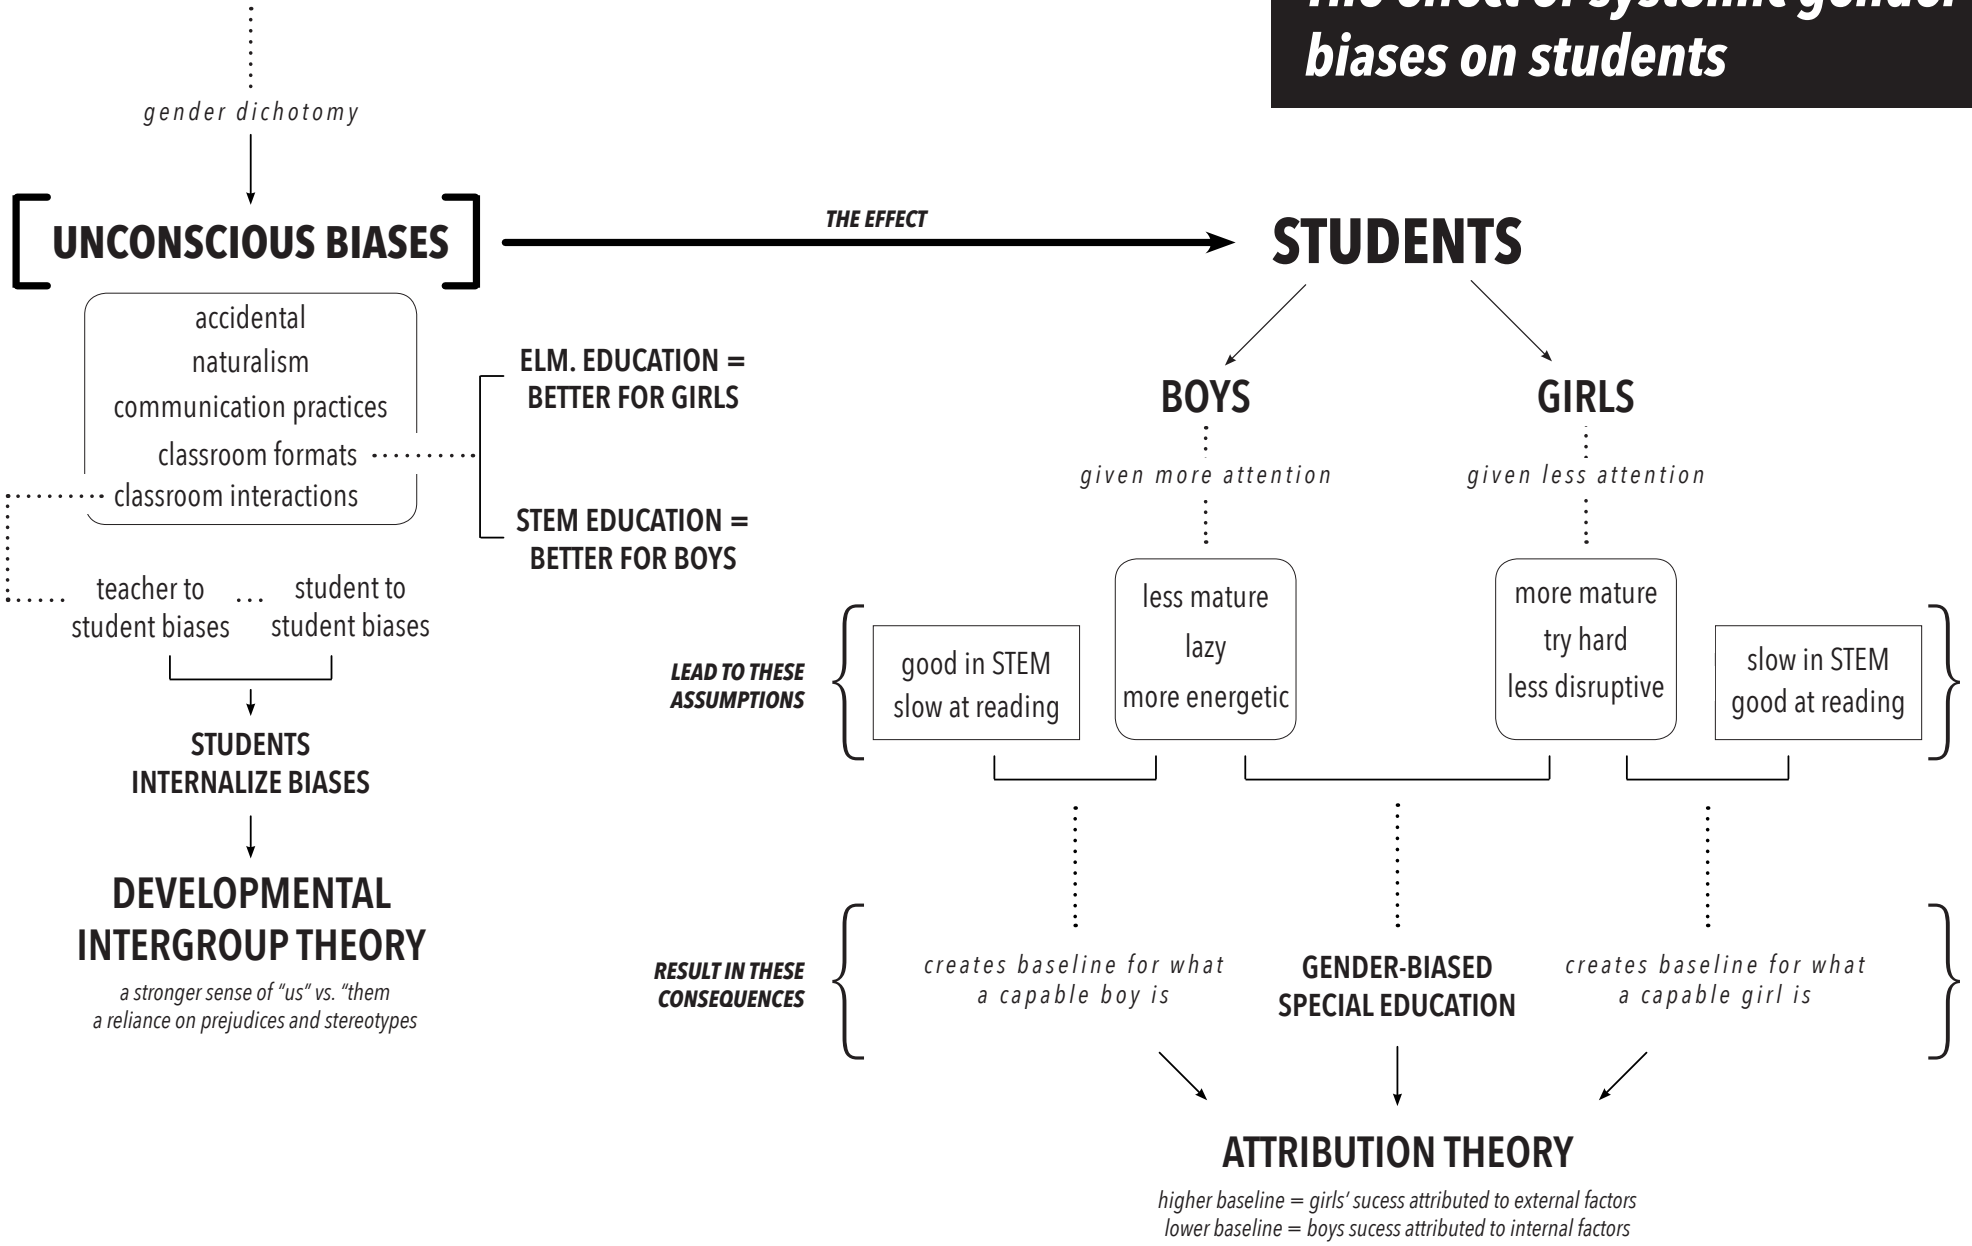 The effect of systemic gender
biases on students
gender dichotomy
UNCONSCIOUS BIASES
THE EFFECT
STUDENTS
accidental
naturalism
communication practices
classroom formats
classroom interactions
ELM. EDUCATION =
BETTER FOR GIRLS
STEM EDUCATION =
BETTER FOR BOYS
teacher to
student biases
...
student to
student biases
STUDENTS
INTERNALIZE BIASES
DEVELOPMENTAL
INTERGROUP THEORY
a stronger sense of “us” vs. “them
a reliance on prejudices and stereotypes
BOYS
given more attention
GIRLS
given less attention
LEAD TO THESE
ASSUMPTIONS
good in STEM
slow at reading
less mature
lazy
more energetic
more mature
try hard
less disruptive
slow in STEM
good at reading
RESULT IN THESE
CONSEQUENCES
creates baseline for what
a capable boy is
GENDER-BIASED
SPECIAL EDUCATION
creates baseline for what
a capable girl is
ATTRIBUTION THEORY
higher baseline = girls’ sucess attributed to external factors
lower baseline = boys sucess attributed to internal factors